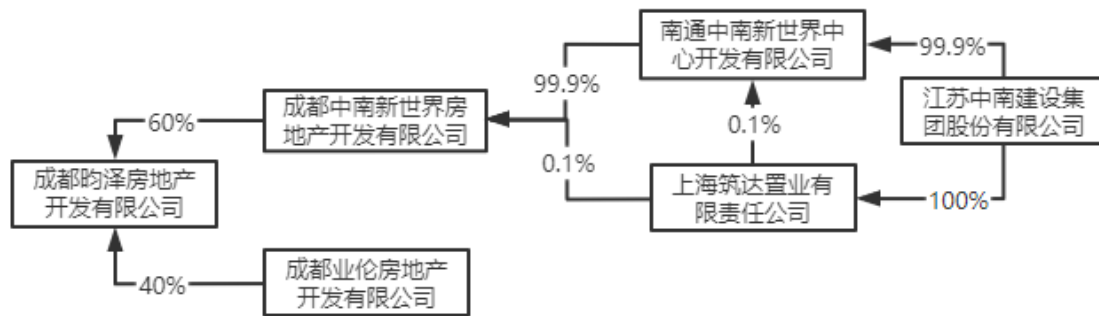 南通中南新世界中
心开发有限公司
99.9%
江苏中南建设集
团股份有限公司
99.9%
成都中南新世界房
地产开发有限公司
60%
0.1%
0.1%
成都昀泽房地产
开发有限公司
上海筑达置业有
限责任公司
100%
成都业伦房地产
开发有限公司
40%